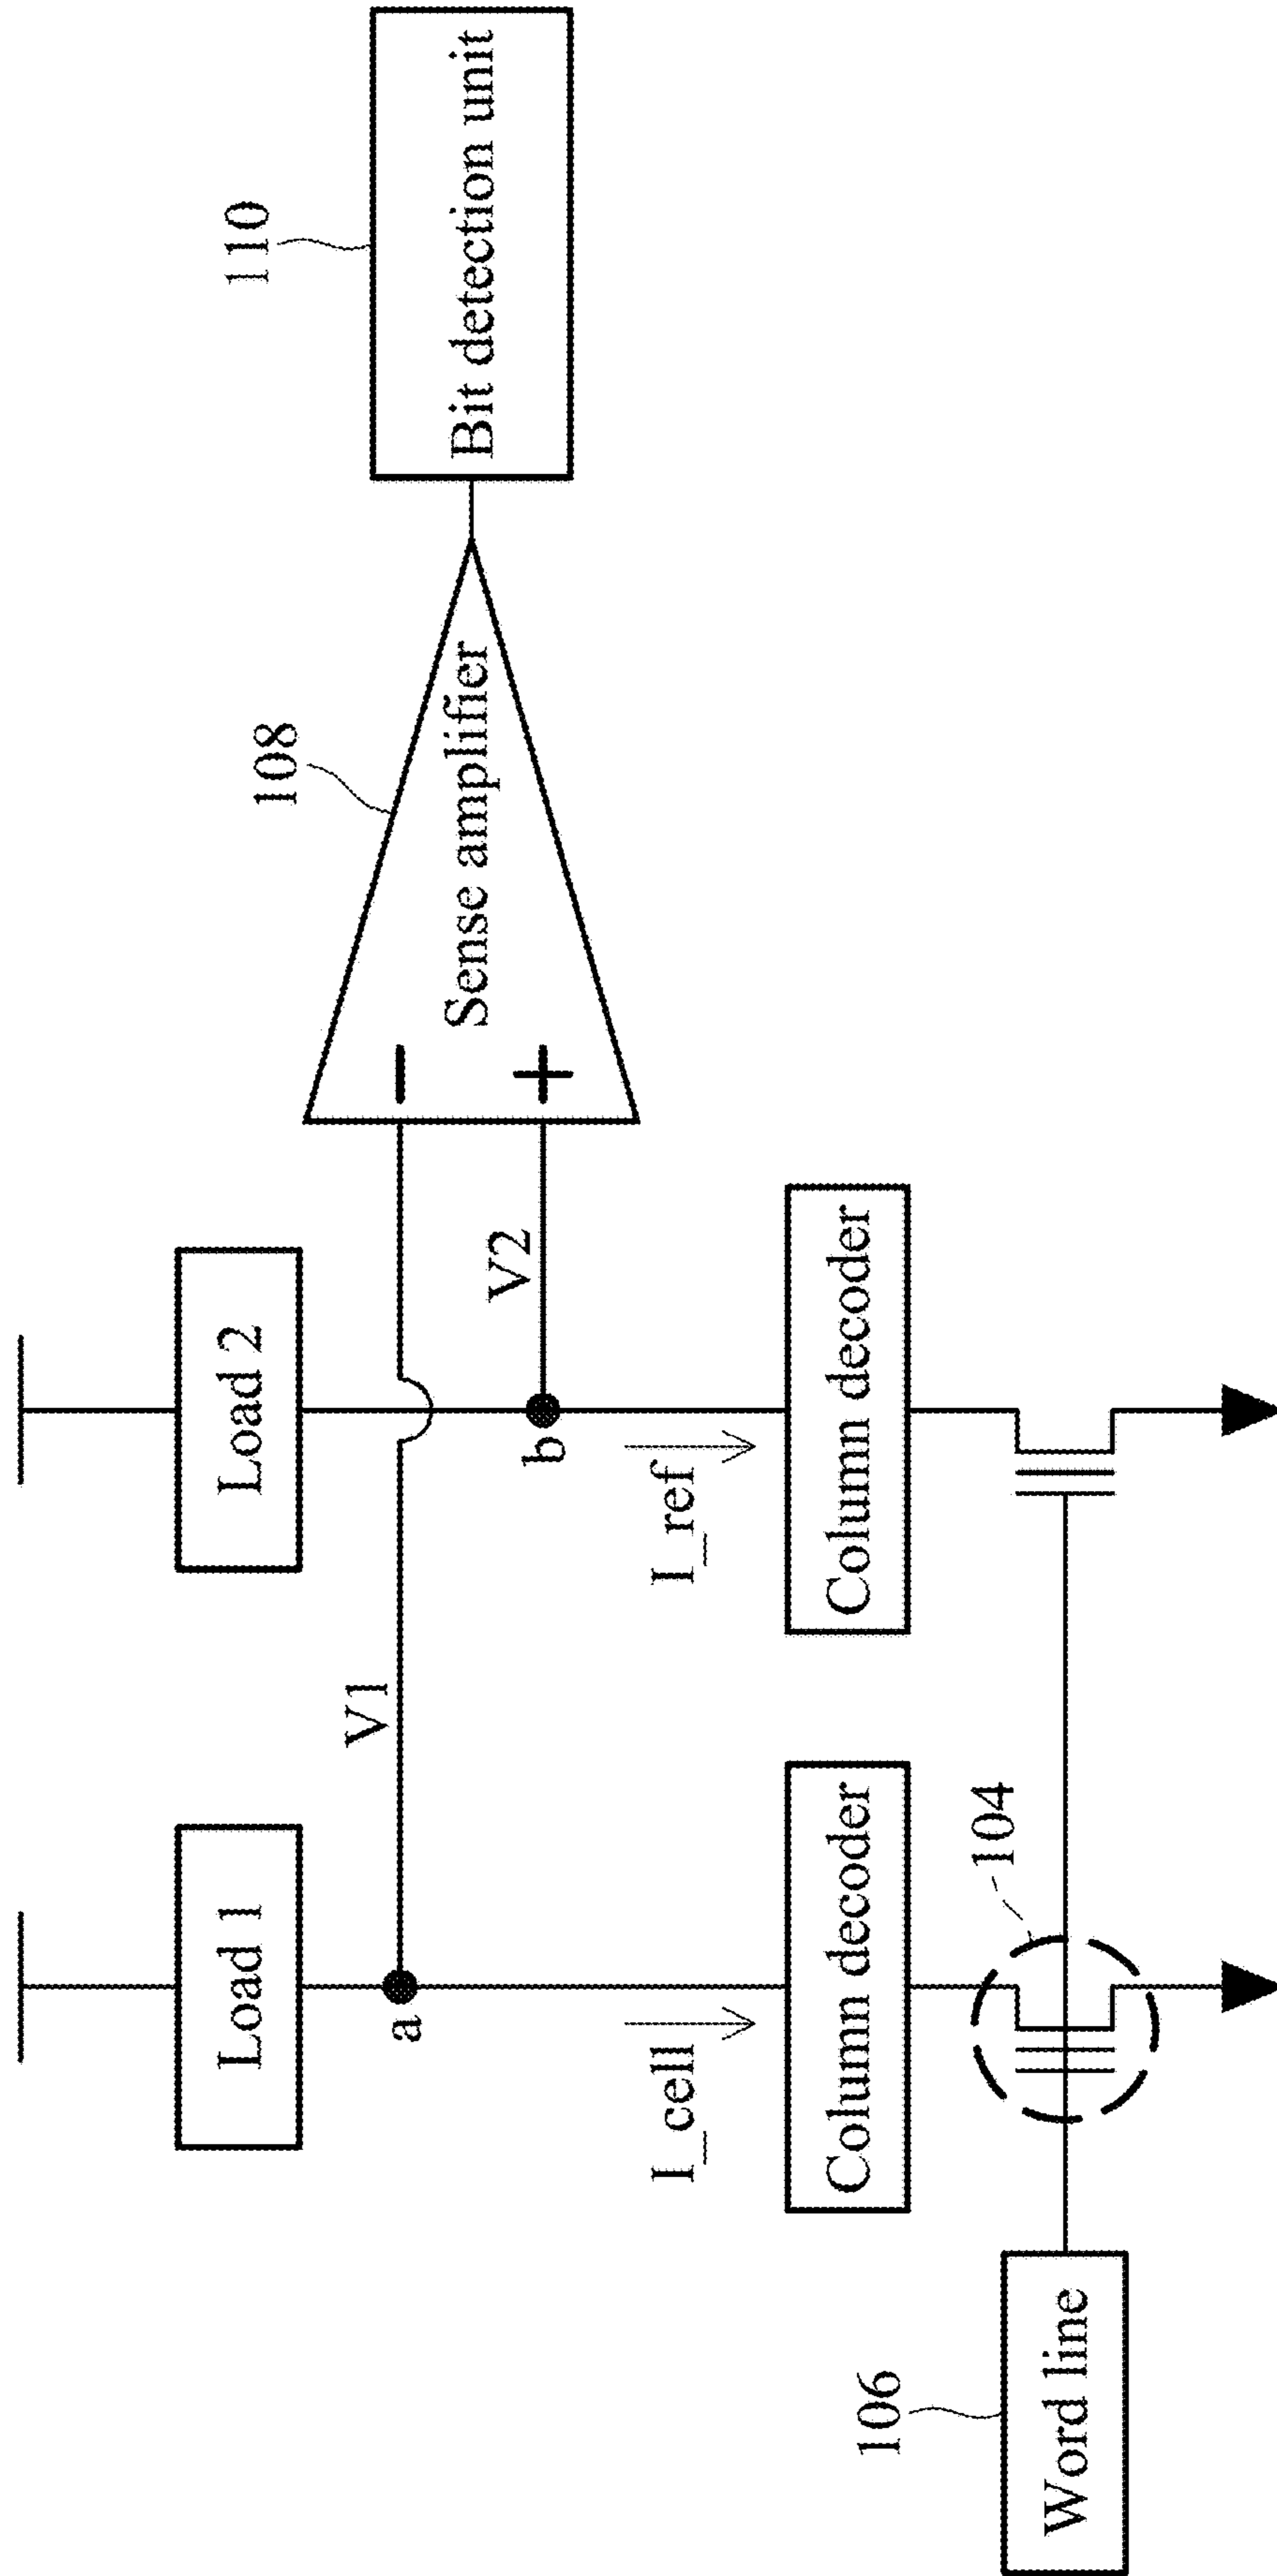 Load 1
Load 2
108
110
V1
a
V2
b
Sense amplifier
Bit detection unit
I_cell
I_ref
Column decoder
Column decoder
104
106
Word line